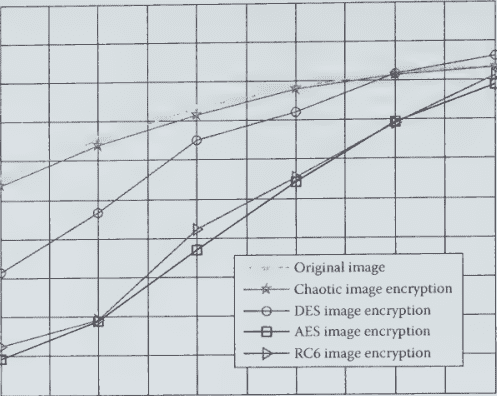 Original image
Chaotic image encryption
DES image encryption
AES image encryption
RC6 image encryption